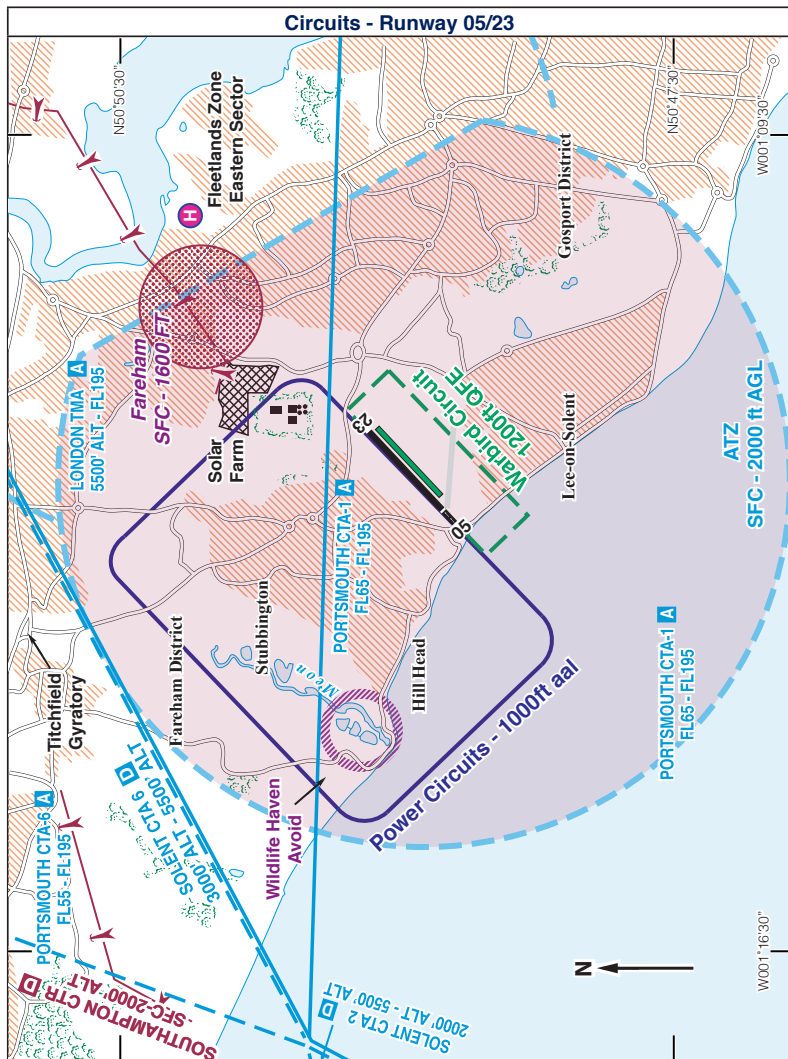 Circuits - Runway 05/23
N50°50'30"
N50°47'30"
W001°09'30"
Fleetlands Zone
Eastern Sector
H
Gosport District
Fareham
SFC - 1600 FT
LONDON TMA A
5500' ALT - FL195
Solar
Farm
23
05
Warbird Circuit
1200ft QFE
Lee-on-Solent
ATZ
SFC - 2000 ft AGL
PORTSMOUTH CTA-1 A
FL65 - FL195
Titchfield
Gyratory
Fareham District
Stubbington
Meon
Hill Head
PORTSMOUTH CTA-1 A
FL65 - FL195
Power Circuits - 1000ft aal
Wildlife Haven
Avoid
PORTSMOUTH CTA-6 A
FL55 - FL195
SOLENT CTA 6 D
3000' ALT - 5500' ALT
SOUTHAMPTON CTR D
SFC-2000' ALT
D
SOLENT CTA 2
2000' ALT - 5500' ALT
N
W001°16'30"